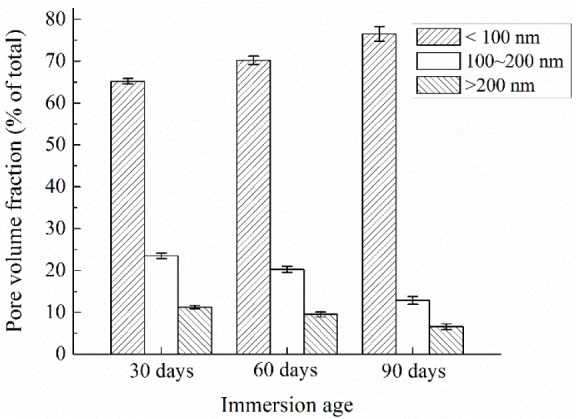 Pore volume fraction (% of total)
80
70
60
50
40
30
20
10
0
< 100 nm
100~200 nm
>200 nm
30 days
60 days
90 days
Immersion age